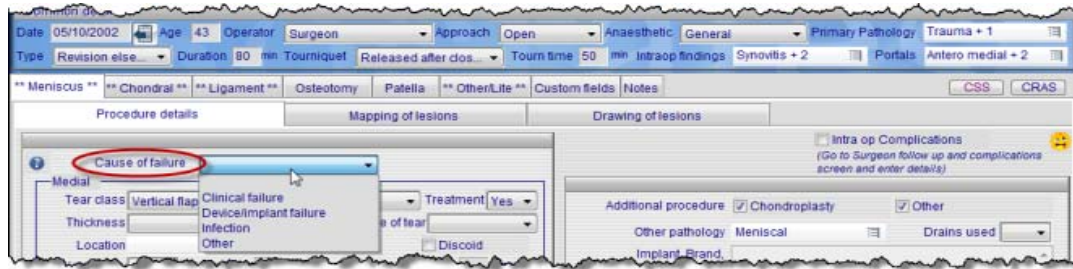 Common de
Date 05/10/2002 Age 43 Operator Surgeon Approach Open Anaesthetic General Primary Pathology Trauma + 1
Type Revision else... Duration 80 min Tourniquet Released after clos... Tourn time 50 min Intraop findings Synovitis + 2 Portals Antero medial + 2
** Meniscus ** ** Chondral ** ** Ligament ** Osteotomy Patella ** Other/Lite ** Custom fields Notes CSS CRAS
Procedure details Mapping of lesions Drawing of lesions
Intra op Complications
(Go to Surgeon follow up and complications
screen and enter details)
Cause of failure
Medial
Tear class Vertical flap Treatment Yes
Thickness e of tear
Location Discoid
Clinical failure
Device/implant failure
Infection
Other
Additional procedure Chondroplasty Other
Other pathology Meniscal Drains used
Implant, Brand,